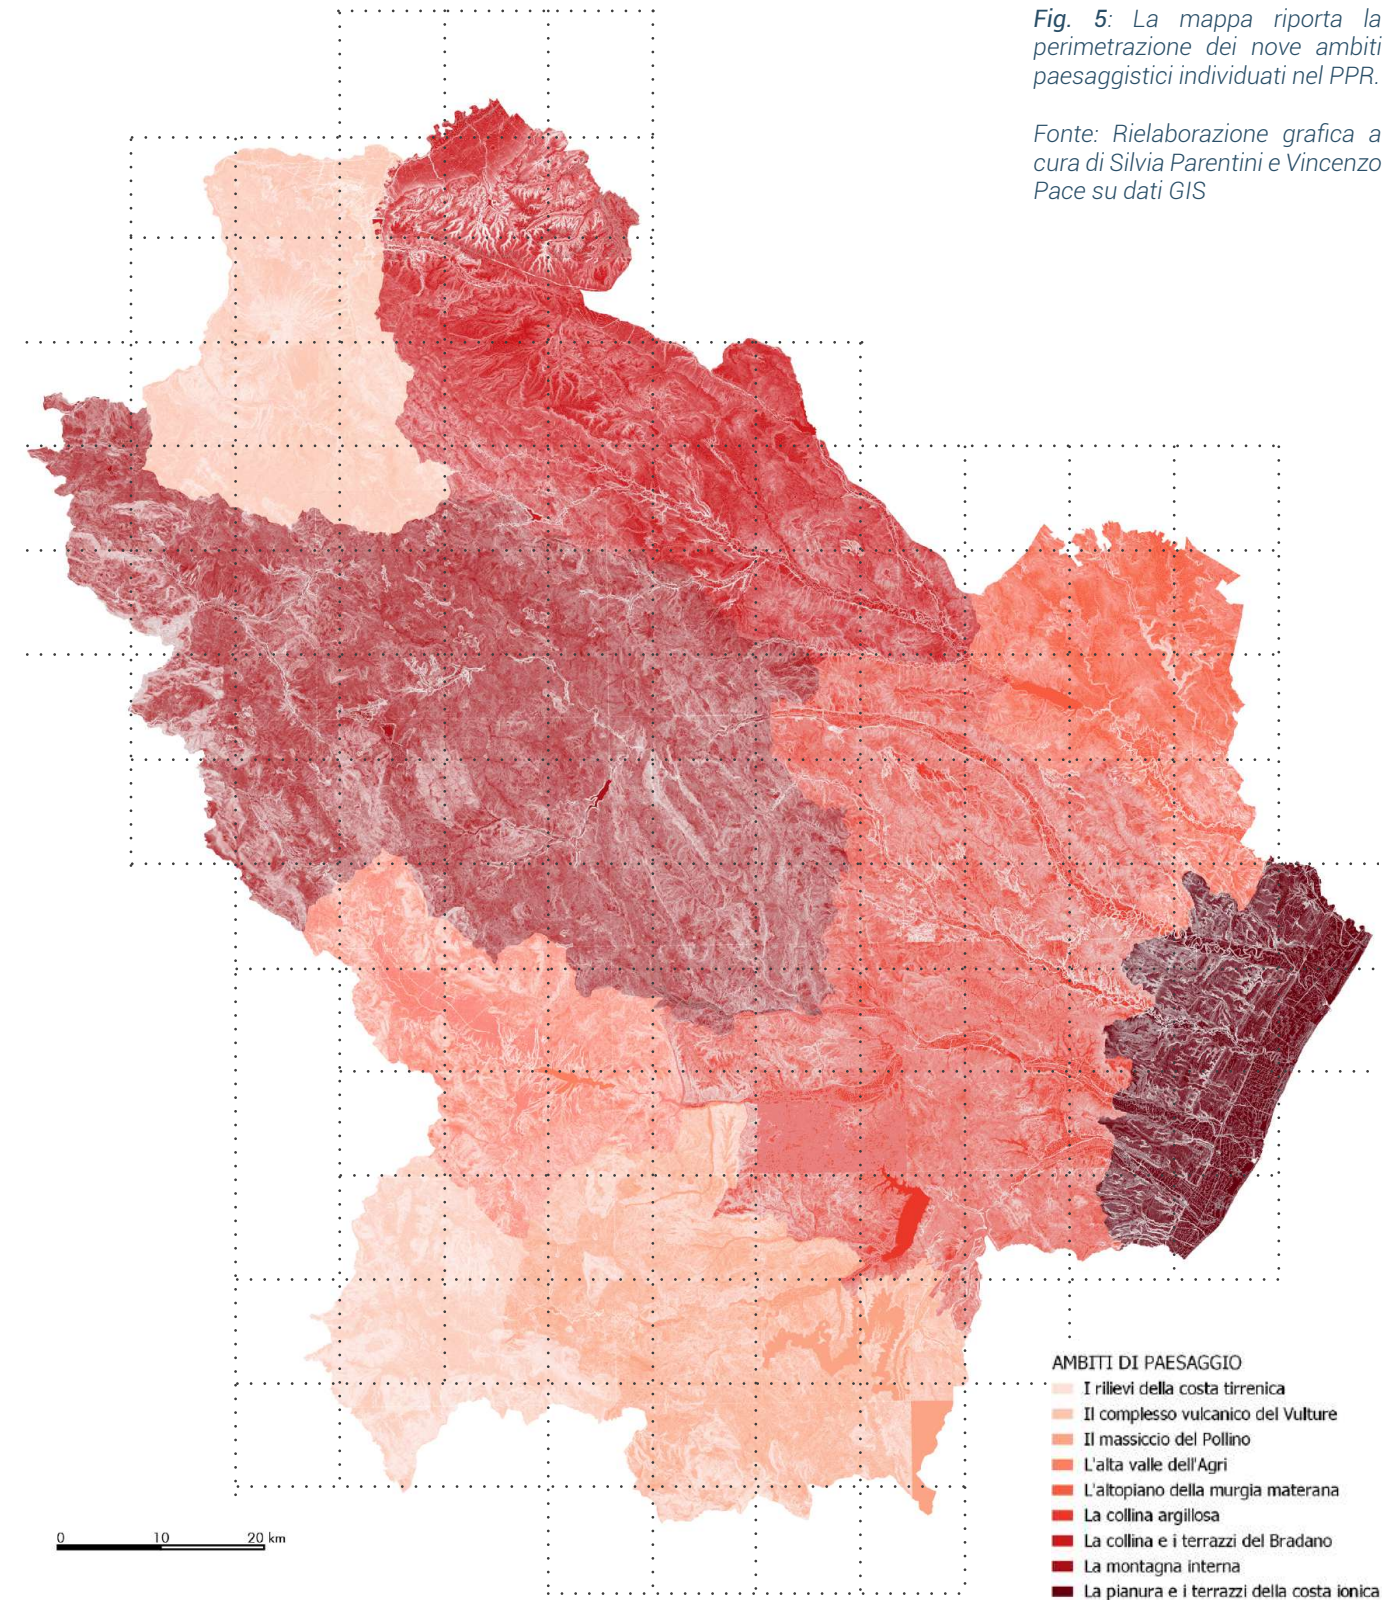 Fig. 5: La mappa riporta la
perimetrazione dei nove ambiti
paesaggistici individuati nel PPR.
Fonte: Rielaborazione grafica a
cura di Silvia Parentini e Vincenzo
Pace su dati GIS
AMBITI DI PAESAGGIO
I rilievi della costa tirrenica
Il complesso vulcanico del Vulture
Il massiccio del Pollino
L'alta valle dell'Agri
L'altopiano della murgia materana
La collina argillosa
La collina e i terrazzi del Bradano
La montagna interna
La pianura e i terrazzi della costa ionica
0 10 20 km